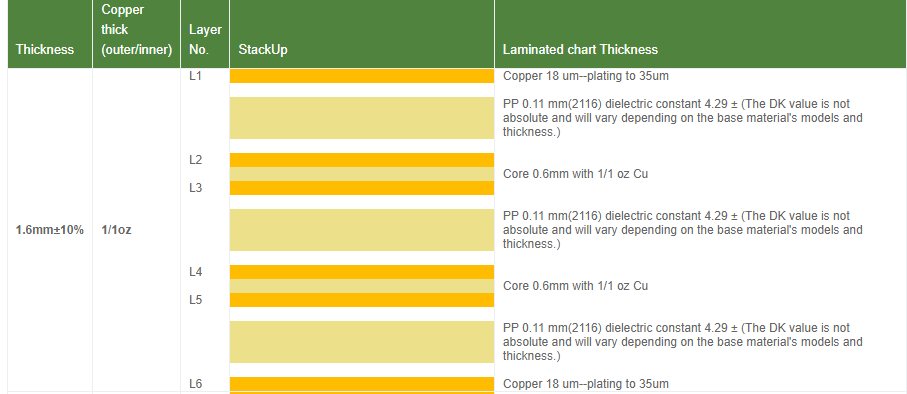 Thickness
Copper
thick
(outer/inner)
Layer
No.
StackUp
Laminated chart Thickness
1.6mm±10%
1/1oz
L1
Copper 18 um--plating to 35um
PP 0.11 mm(2116) dielectric constant 4.29 ± (The DK value is not
absolute and will vary depending on the base material's models and
thickness.)
L2
Core 0.6mm with 1/1 oz Cu
L3
PP 0.11 mm(2116) dielectric constant 4.29 ± (The DK value is not
absolute and will vary depending on the base material's models and
thickness.)
L4
Core 0.6mm with 1/1 oz Cu
L5
PP 0.11 mm(2116) dielectric constant 4.29 ± (The DK value is not
absolute and will vary depending on the base material's models and
thickness.)
L6
Copper 18 um--plating to 35um